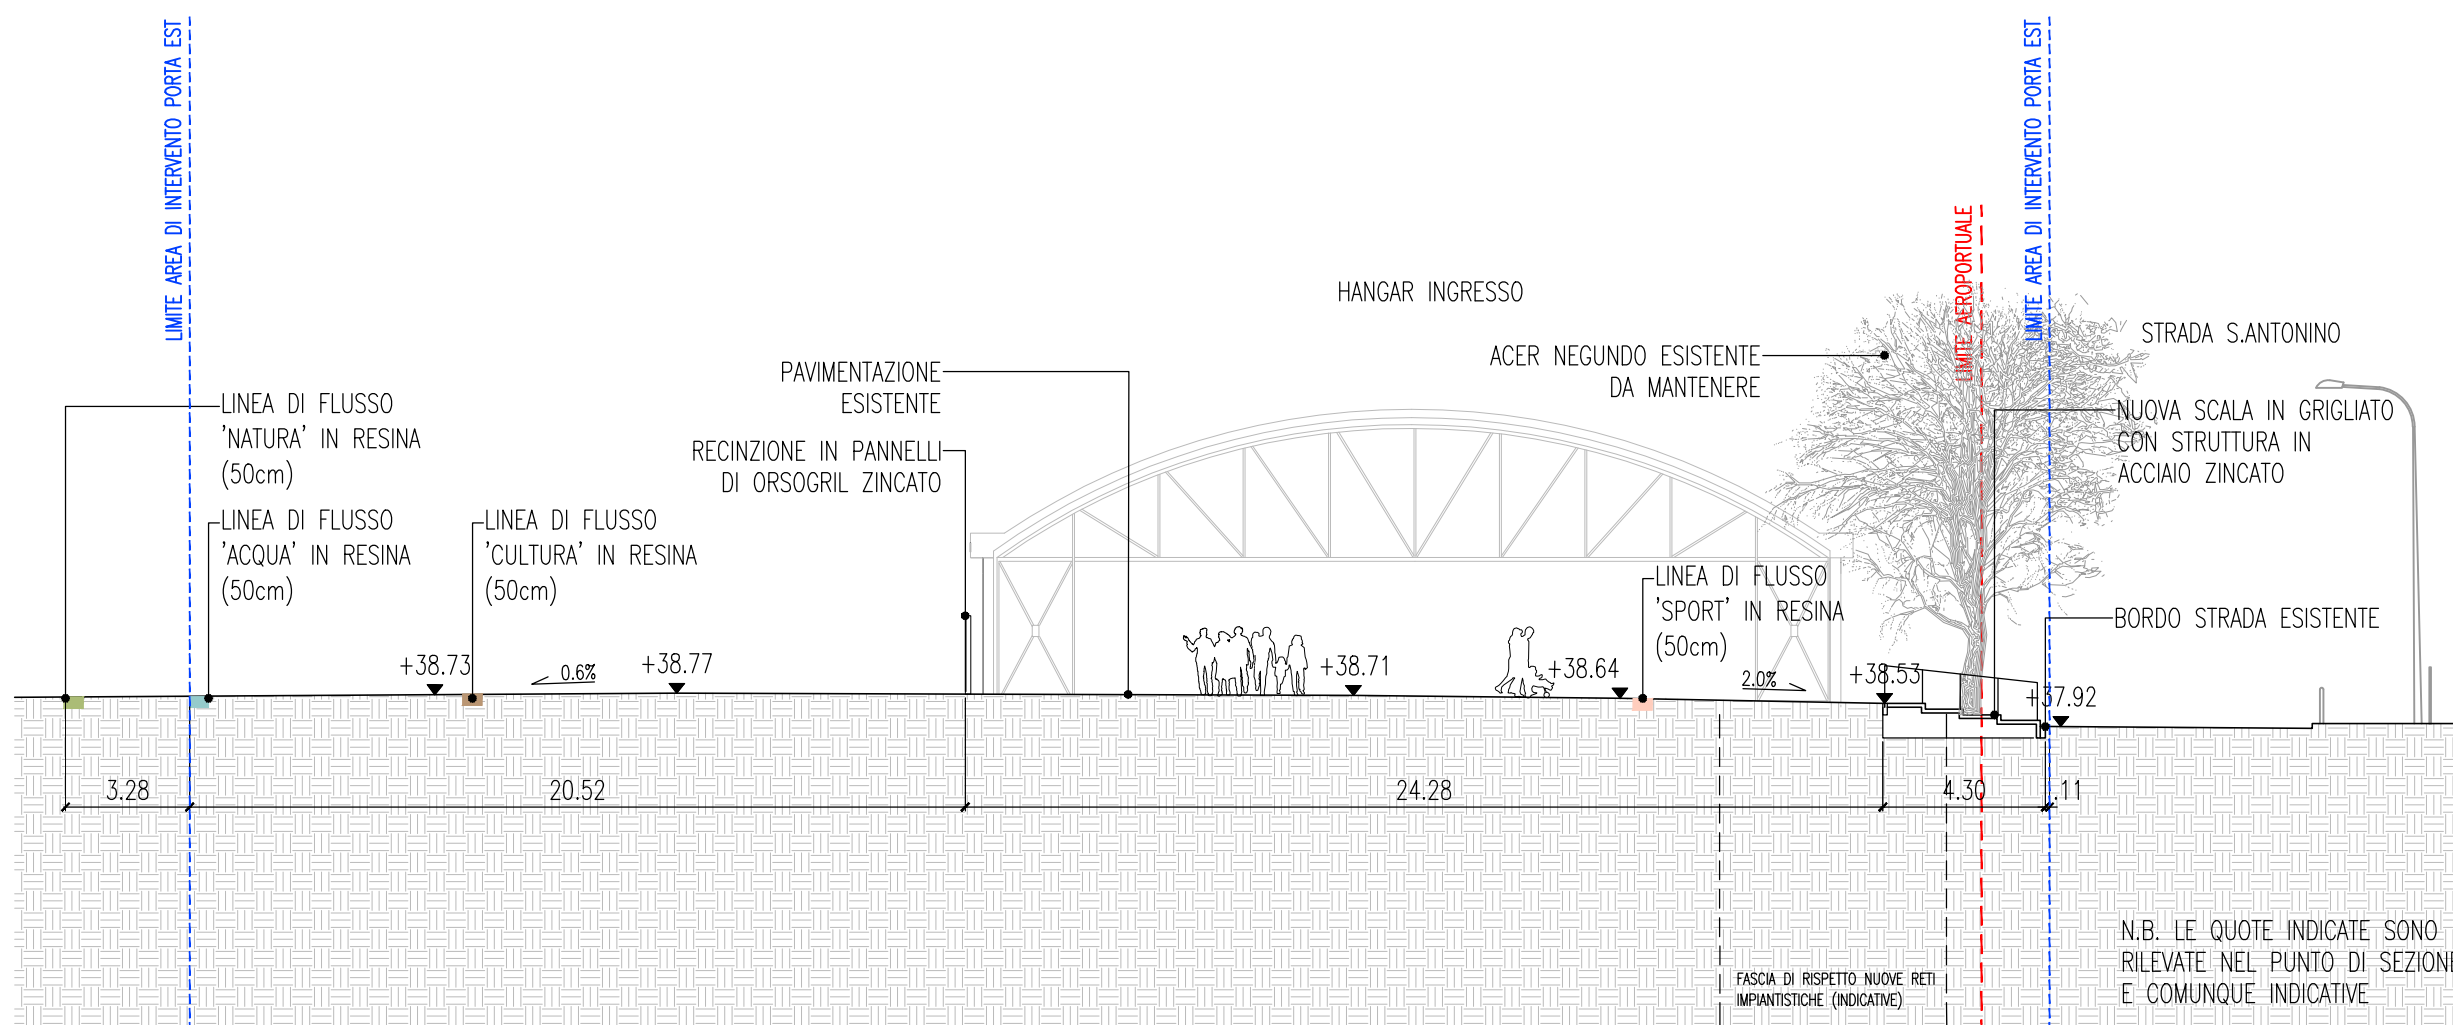 LIMITE AREA DI INTERVENTO PORTA EST
LIMITE AEROPORTUALE
LIMITE AREA DI INTERVENTO PORTA EST
HANGAR INGRESSO
STRADA S.ANTONINO
ACER NEGUNDO ESISTENTE
DA MANTENERE
PAVIMENTAZIONE
ESISTENTE
LINEA DI FLUSSO
'NATURA' IN RESINA
(50cm)
RECINZIONE IN PANNELLI
DI ORSOGRIL ZINCATO
NUOVA SCALA IN GRIGLIATO
CON STRUTTURA IN
ACCIAIO ZINCATO
LINEA DI FLUSSO
'ACQUA' IN RESINA
(50cm)
LINEA DI FLUSSO
'CULTURA' IN RESINA
(50cm)
LINEA DI FLUSSO
'SPORT' IN RESINA
(50cm)
BORDO STRADA ESISTENTE
+38.73
0.6%
+38.77
+38.71
+38.64
2.0%
+38.53
+37.92
3.28
20.52
24.28
4.30
.11
FASCIA DI RISPETTO NUOVE RETI
IMPIANTISTICHE (INDICATIVE)
N.B. LE QUOTE INDICATE SONO
RILEVATE NEL PUNTO DI SEZIONE
E COMUNQUE INDICATIVE